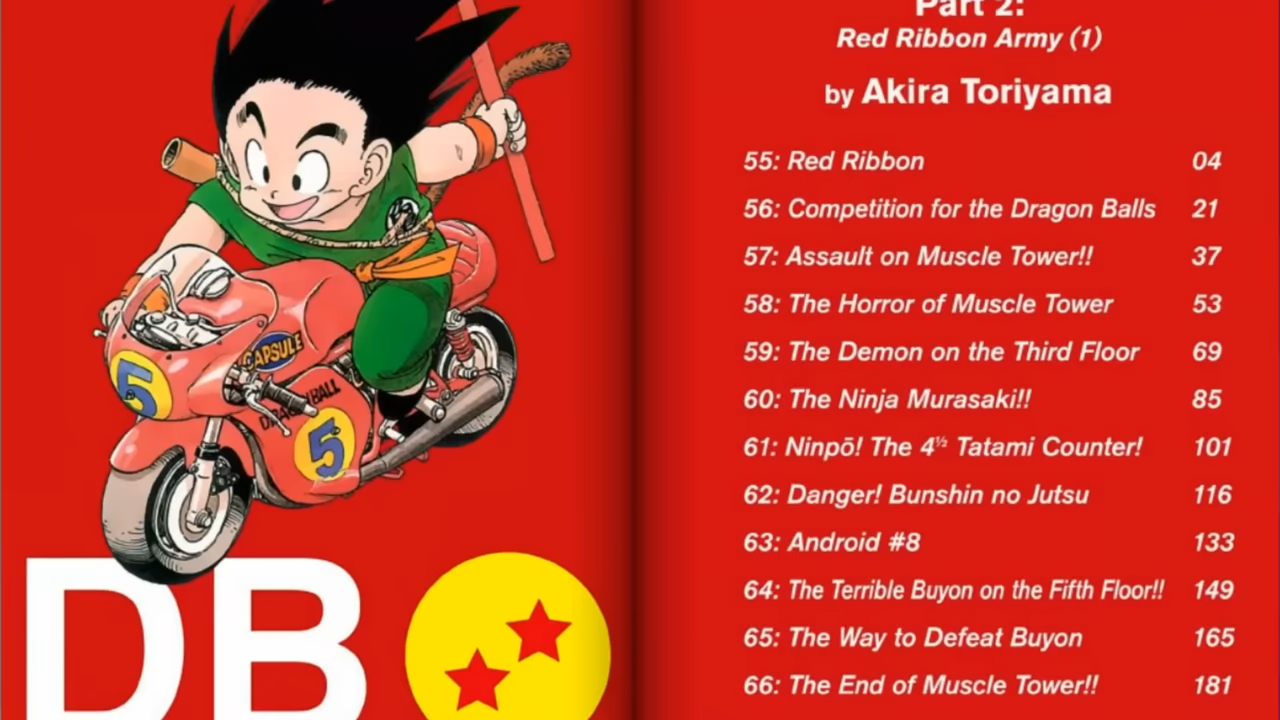 CAPSULE
5
DRAGON BALL
5
DB
Part 2:
Red Ribbon Army (1)
by Akira Toriyama
55: Red Ribbon 04
56: Competition for the Dragon Balls 21
57: Assault on Muscle Tower!! 37
58: The Horror of Muscle Tower 53
59: The Demon on the Third Floor 69
60: The Ninja Murasaki!! 85
61: Ninpō! The 4½ Tatami Counter! 101
62: Danger! Bunshin no Jutsu 116
63: Android #8 133
64: The Terrible Buyon on the Fifth Floor!! 149
65: The Way to Defeat Buyon 165
66: The End of Muscle Tower!! 181